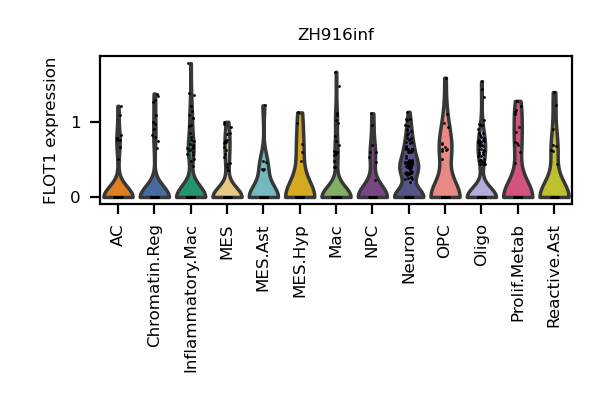 ZH916inf
FLOT1 expression
1
0
AC
Chromatin.Reg
Inflammatory.Mac
MES
MES.Ast
MES.Hyp
Mac
NPC
Neuron
OPC
Oligo
Prolif.Metab
Reactive.Ast